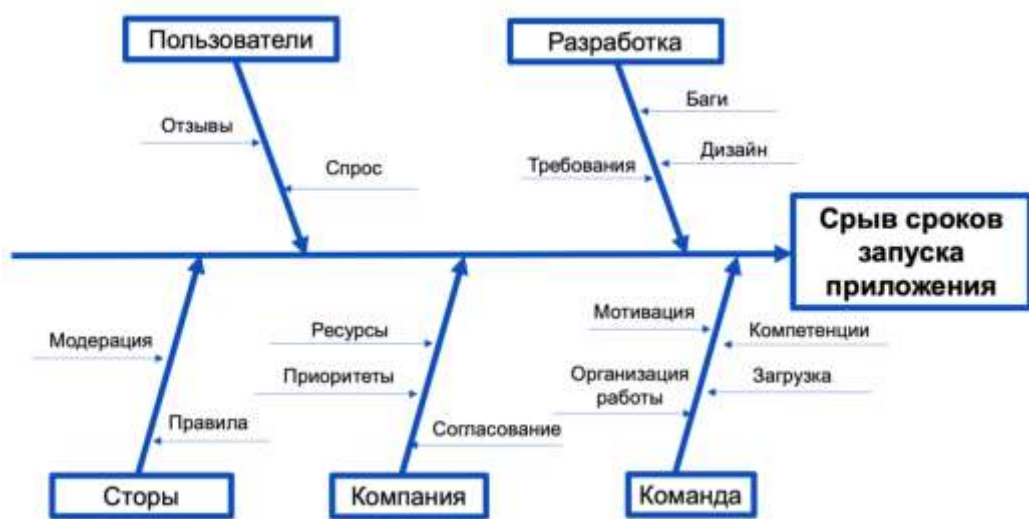 Пользователи
Разработка
Баги
Отзывы
Дизайн
Требования
Спрос
Срыв сроков
запуска
приложения
Мотивация
Ресурсы
Компетенции
Модерация
Приоритеты
Организация
работы
Загрузка
Правила
Согласование
Сторы
Компания
Команда